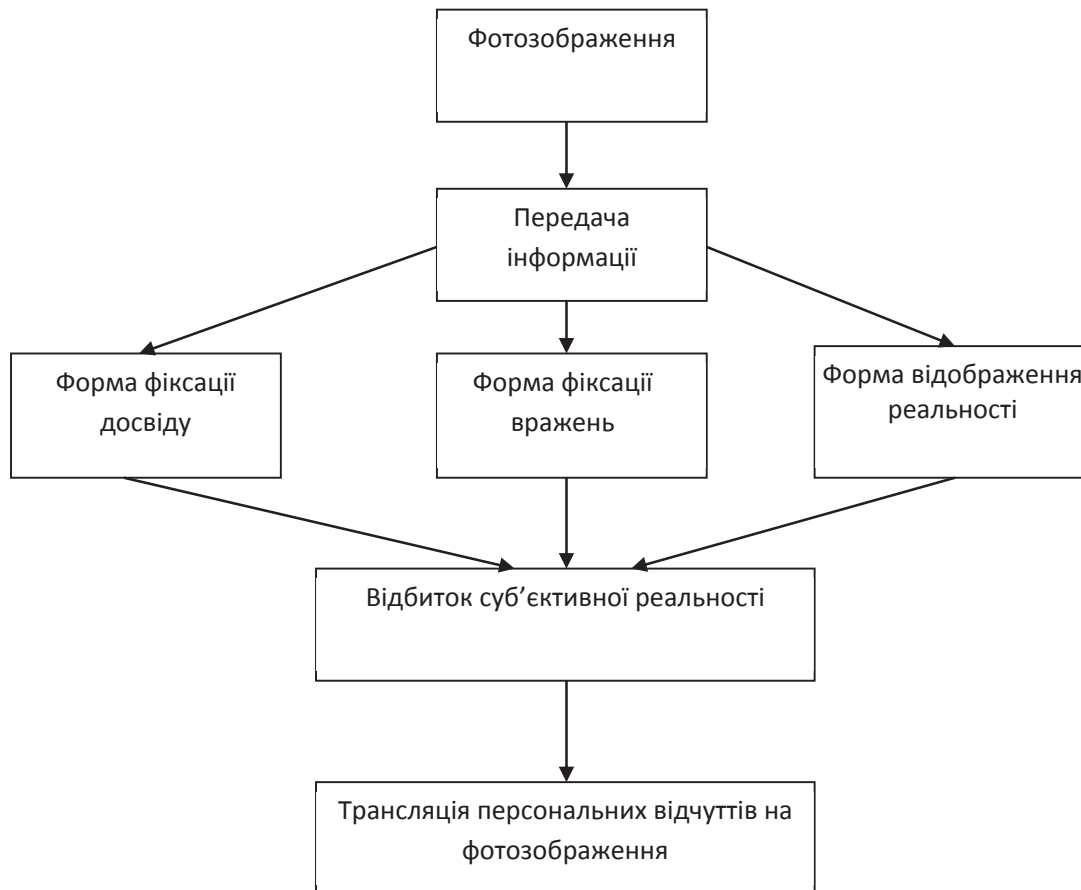 Фотозображення
Передача
інформації
Форма фіксації
досвіду
Форма фіксації
вражень
Форма відображення
реальності
Відбиток суб’єктивної реальності
Трансляція персональних відчуттів на
фотозображення